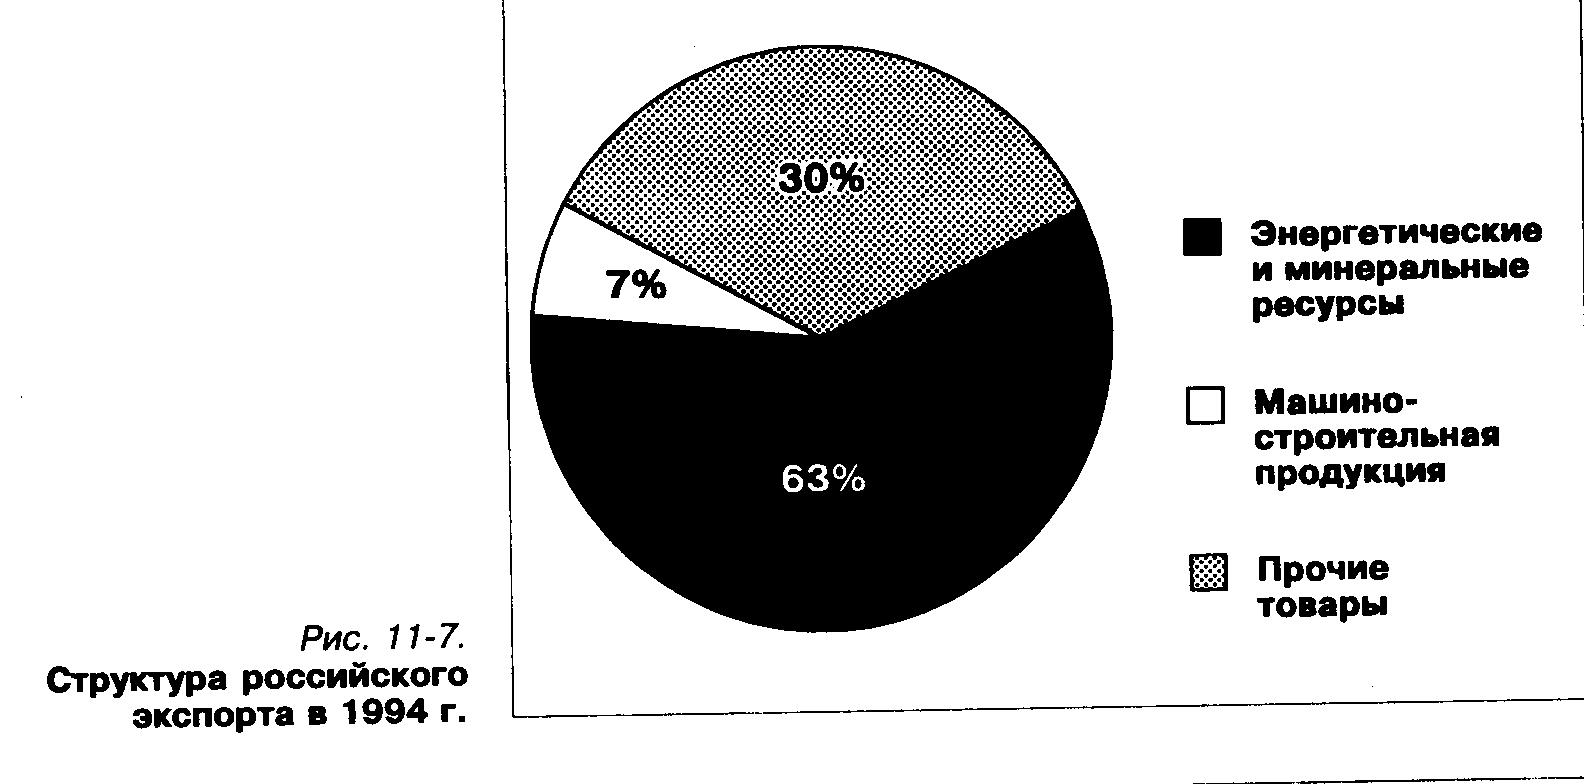 30%
7%
63%
Энергетические
и минеральные
ресурсы
Машино-
строительная
продукция
Прочие
товары
Рис. 11-7.
Структура российского
экспорта в 1994 г.